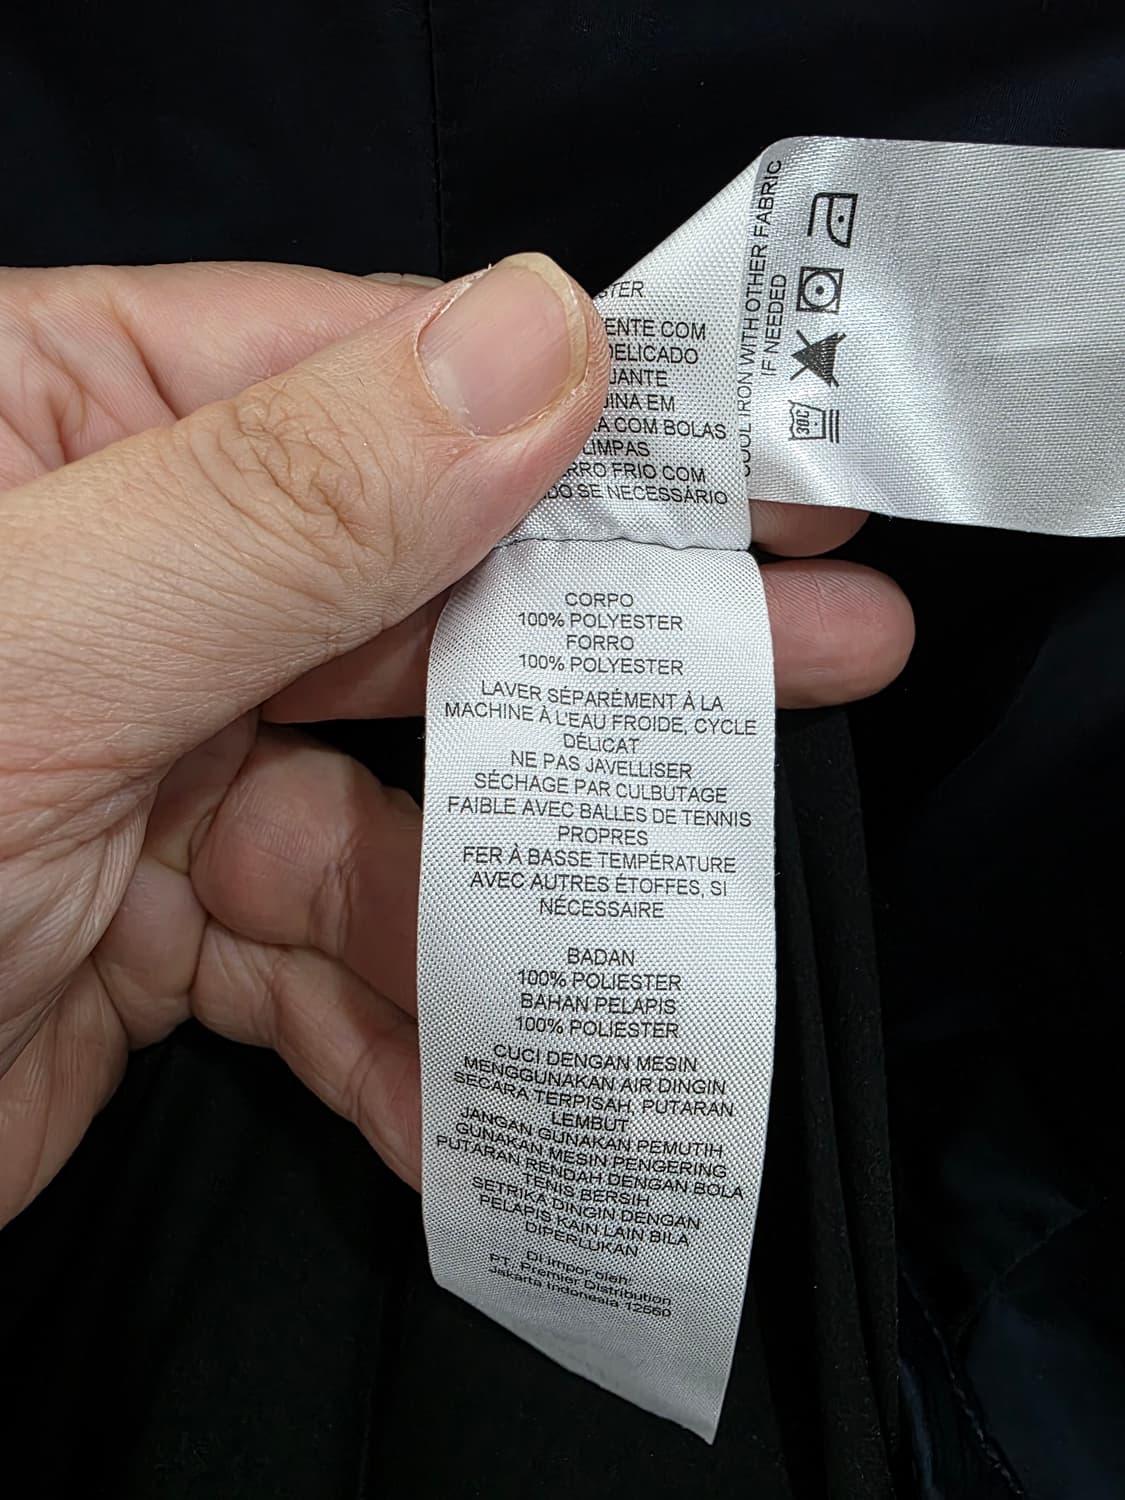 STER
ENTE COM
DELICADO
JANTE
INA EM
A COM BOLAS
LIMPAS
RRO FRIO COM
DO SE NECESSÁRIO
COOL IRON WITH OTHER FABRIC
IF NEEDED
30C
CORPO
100% POLYESTER
FORRO
100% POLYESTER
LAVER SÉPARÉMENT À LA
MACHINE À L'EAU FROIDE, CYCLE
DÉLICAT
NE PAS JAVELLISER
SÉCHAGE PAR CULBUTAGE
FAIBLE AVEC BALLES DE TENNIS
PROPRES
FER À BASSE TEMPÉRATURE
AVEC AUTRES ÉTOFFES, SI
NÉCESSAIRE
BADAN
100% POLIESTER
BAHAN PELAPIS
100% POLIESTER
CUCI DENGAN MESIN
MENGGUNAKAN AIR DINGIN
SECARA TERPISAH, PUTARAN
LEMBUT
JANGAN GUNAKAN PEMUTIH
GUNAKAN MESIN PENGERING
PUTARAN RENDAH DENGAN BOLA
TENIS BERSIH
SETRIKA DINGIN DENGAN
PELAPIS KAIN LAIN BILA
DIPERLUKAN
Di impor oleh:
PT. Premier Distribution
Jakarta Indonesia 12560